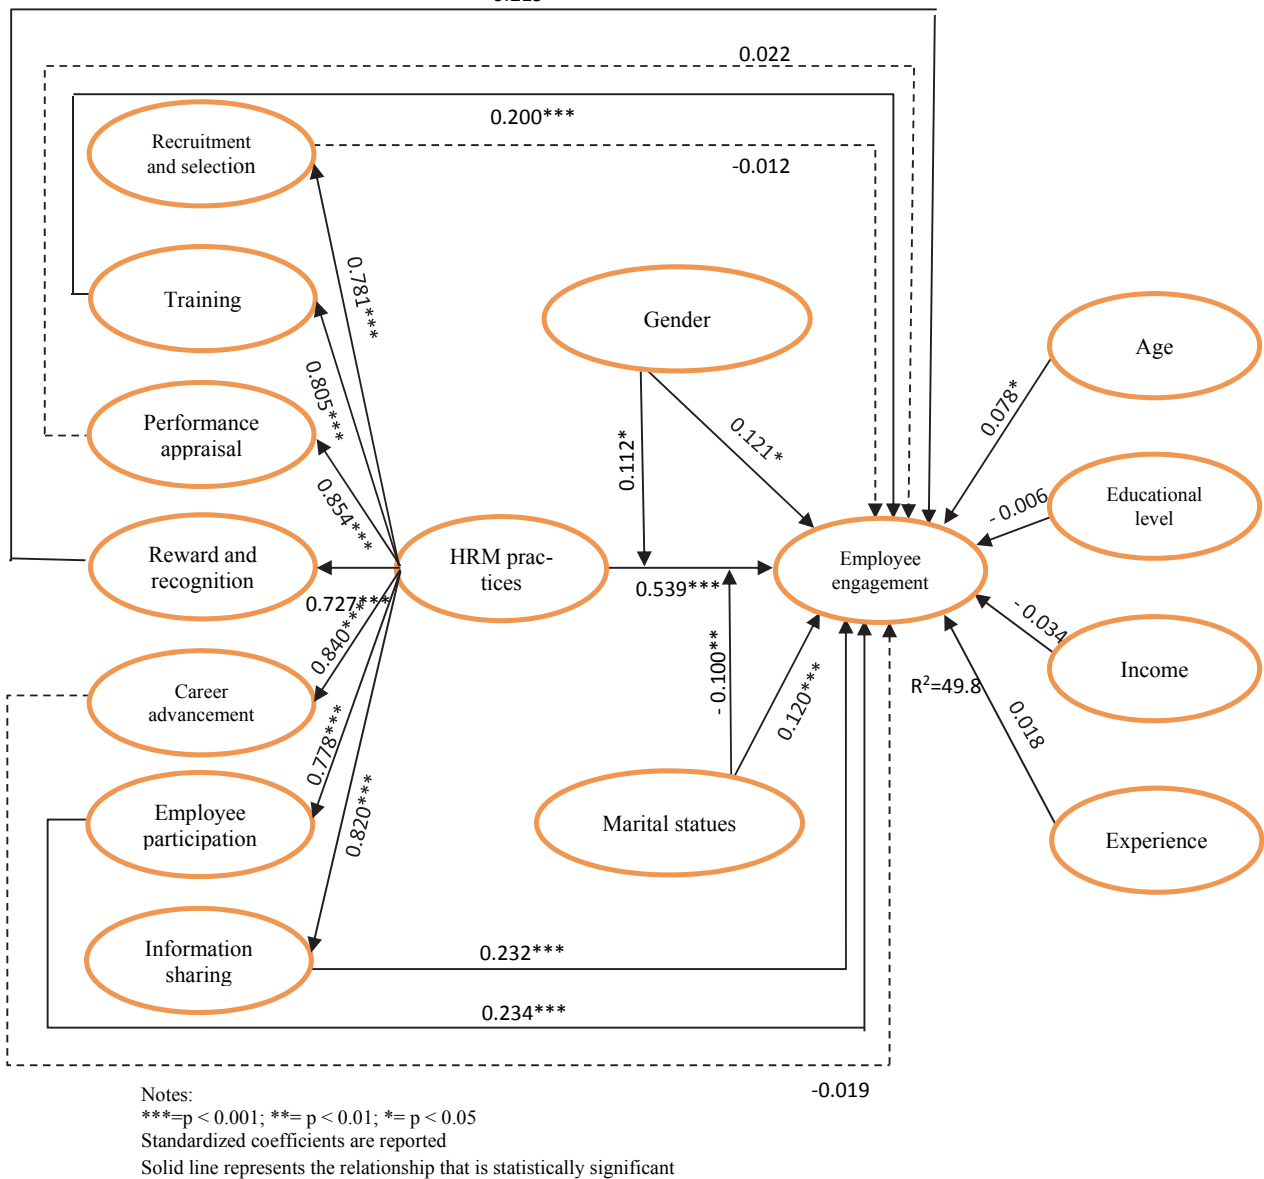 0.022
0.200***
Recruitment
and selection
-0.012
0.781***
Training
Gender
Age
0.805***
0.078*
Performance
appraisal
0.112*
0.121*
0.854***
Educational
level
- 0.006
Reward and
recognition
HRM prac-
tices
Employee
engagement
0.727***
0.539***
0.840***
- 0.034
Income
Career
advancement
- 0.100**
0.120***
R²=49.8
0.018
0.778***
Employee
participation
0.820***
Marital statues
Experience
Information
sharing
0.232***
0.234***
-0.019
Notes:
***=p < 0.001; **= p < 0.01; *= p < 0.05
Standardized coefficients are reported
Solid line represents the relationship that is statistically significant